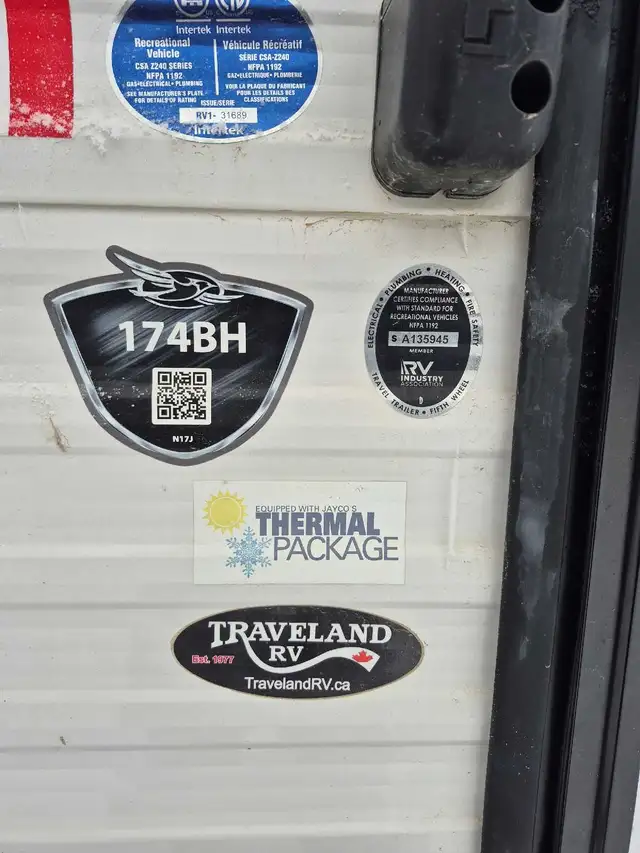 Intertek Intertek
Recreational Vehicle
CSA Z240 SERIES
NFPA 1192
GAS•ELECTRICAL• PLUMBING
SEE MANUFACTURER'S PLATE
FOR DETAILS OF RATING
Véhicule Récréatif
SÉRIE CSA-Z240
NFPA 1192
GAZ•ELECTRIQUE• PLOMBERIE
VOIR LA PLAQUE DU FABRICANT
POUR LES DETAILS DES
CLASSIFICATIONS
ISSUE/SERIE
RV1- 31689
Intertek
174BH
N17J
ELECTRICAL • PLUMBING • HEATING • FIRE SAFETY
MANUFACTURER
CERTIFIES COMPLIANCE
WITH STANDARD FOR
RECREATIONAL VEHICLES
NFPA 1192
S A135945
MEMBER
RV
INDUSTRY
ASSOCIATION
D
TRAVEL TRAILER • FIFTH WHEEL
EQUIPPED WITH JAYCO'S
THERMAL
PACKAGE
TRAVELAND
RV
Est. 1977
TravelandRV.ca